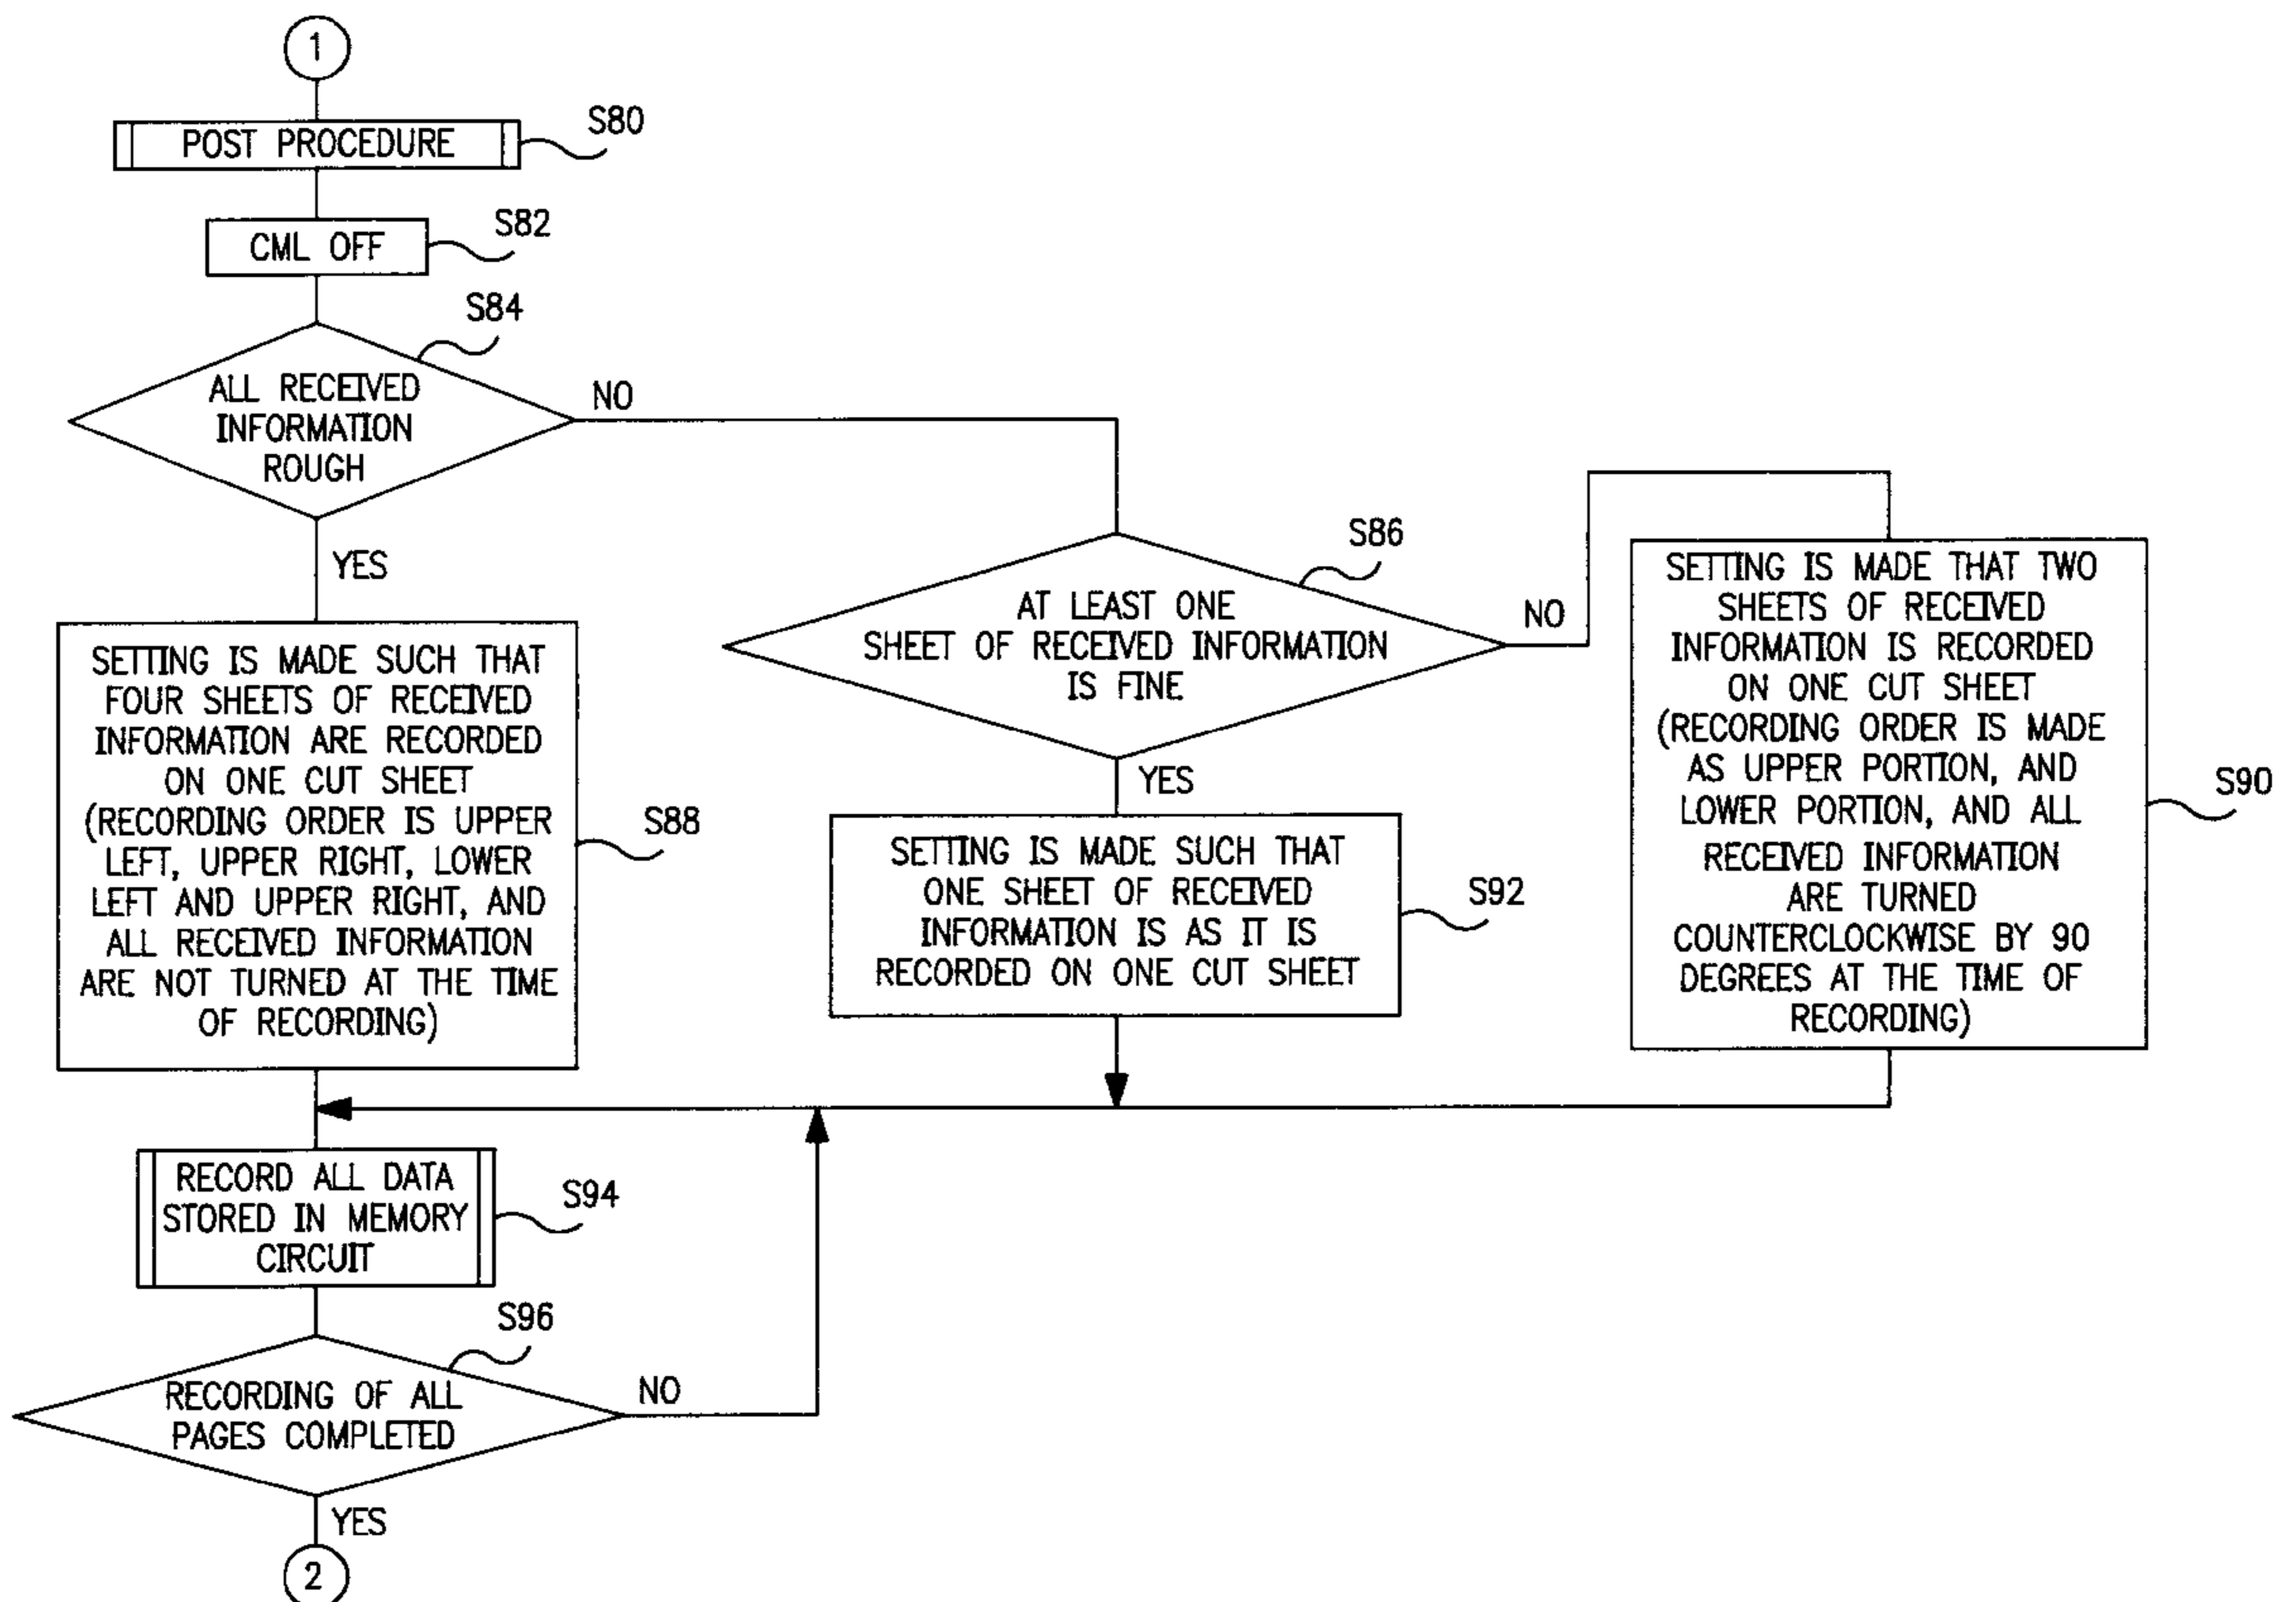 1
POST PROCEDURE
S80
CML OFF
S82
S84
ALL RECEIVED
INFORMATION
ROUGH
NO
YES
SETTING IS MADE SUCH THAT
FOUR SHEETS OF RECEIVED
INFORMATION ARE RECORDED
ON ONE CUT SHEET
(RECORDING ORDER IS UPPER
LEFT, UPPER RIGHT, LOWER
LEFT AND UPPER RIGHT, AND
ALL RECEIVED INFORMATION
ARE NOT TURNED AT THE TIME
OF RECORDING)
S88
S86
AT LEAST ONE
SHEET OF RECEIVED INFORMATION
IS FINE
NO
YES
SETTING IS MADE SUCH THAT
ONE SHEET OF RECEIVED
INFORMATION IS AS IT IS
RECORDED ON ONE CUT SHEET
S92
SETTING IS MADE THAT TWO
SHEETS OF RECEIVED
INFORMATION IS RECORDED
ON ONE CUT SHEET
(RECORDING ORDER IS MADE
AS UPPER PORTION, AND
LOWER PORTION, AND ALL
RECEIVED INFORMATION
ARE TURNED
COUNTERCLOCKWISE BY 90
DEGREES AT THE TIME OF
RECORDING)
S90
RECORD ALL DATA
STORED IN MEMORY
CIRCUIT
S94
S96
RECORDING OF ALL
PAGES COMPLETED
NO
YES
2